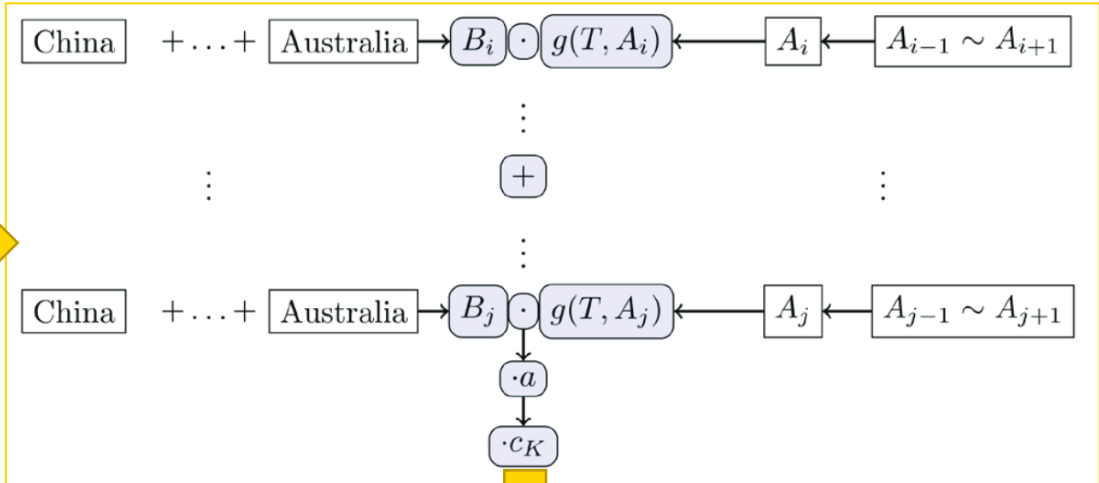 China +…+ Australia B_i · g(T, A_i) A_i A_{i−1} ∼ A_{i+1}
⋮
+
⋮ ⋮
⋮
China +…+ Australia B_j · g(T, A_j) A_j A_{j−1} ∼ A_{j+1}
·a
·c_K